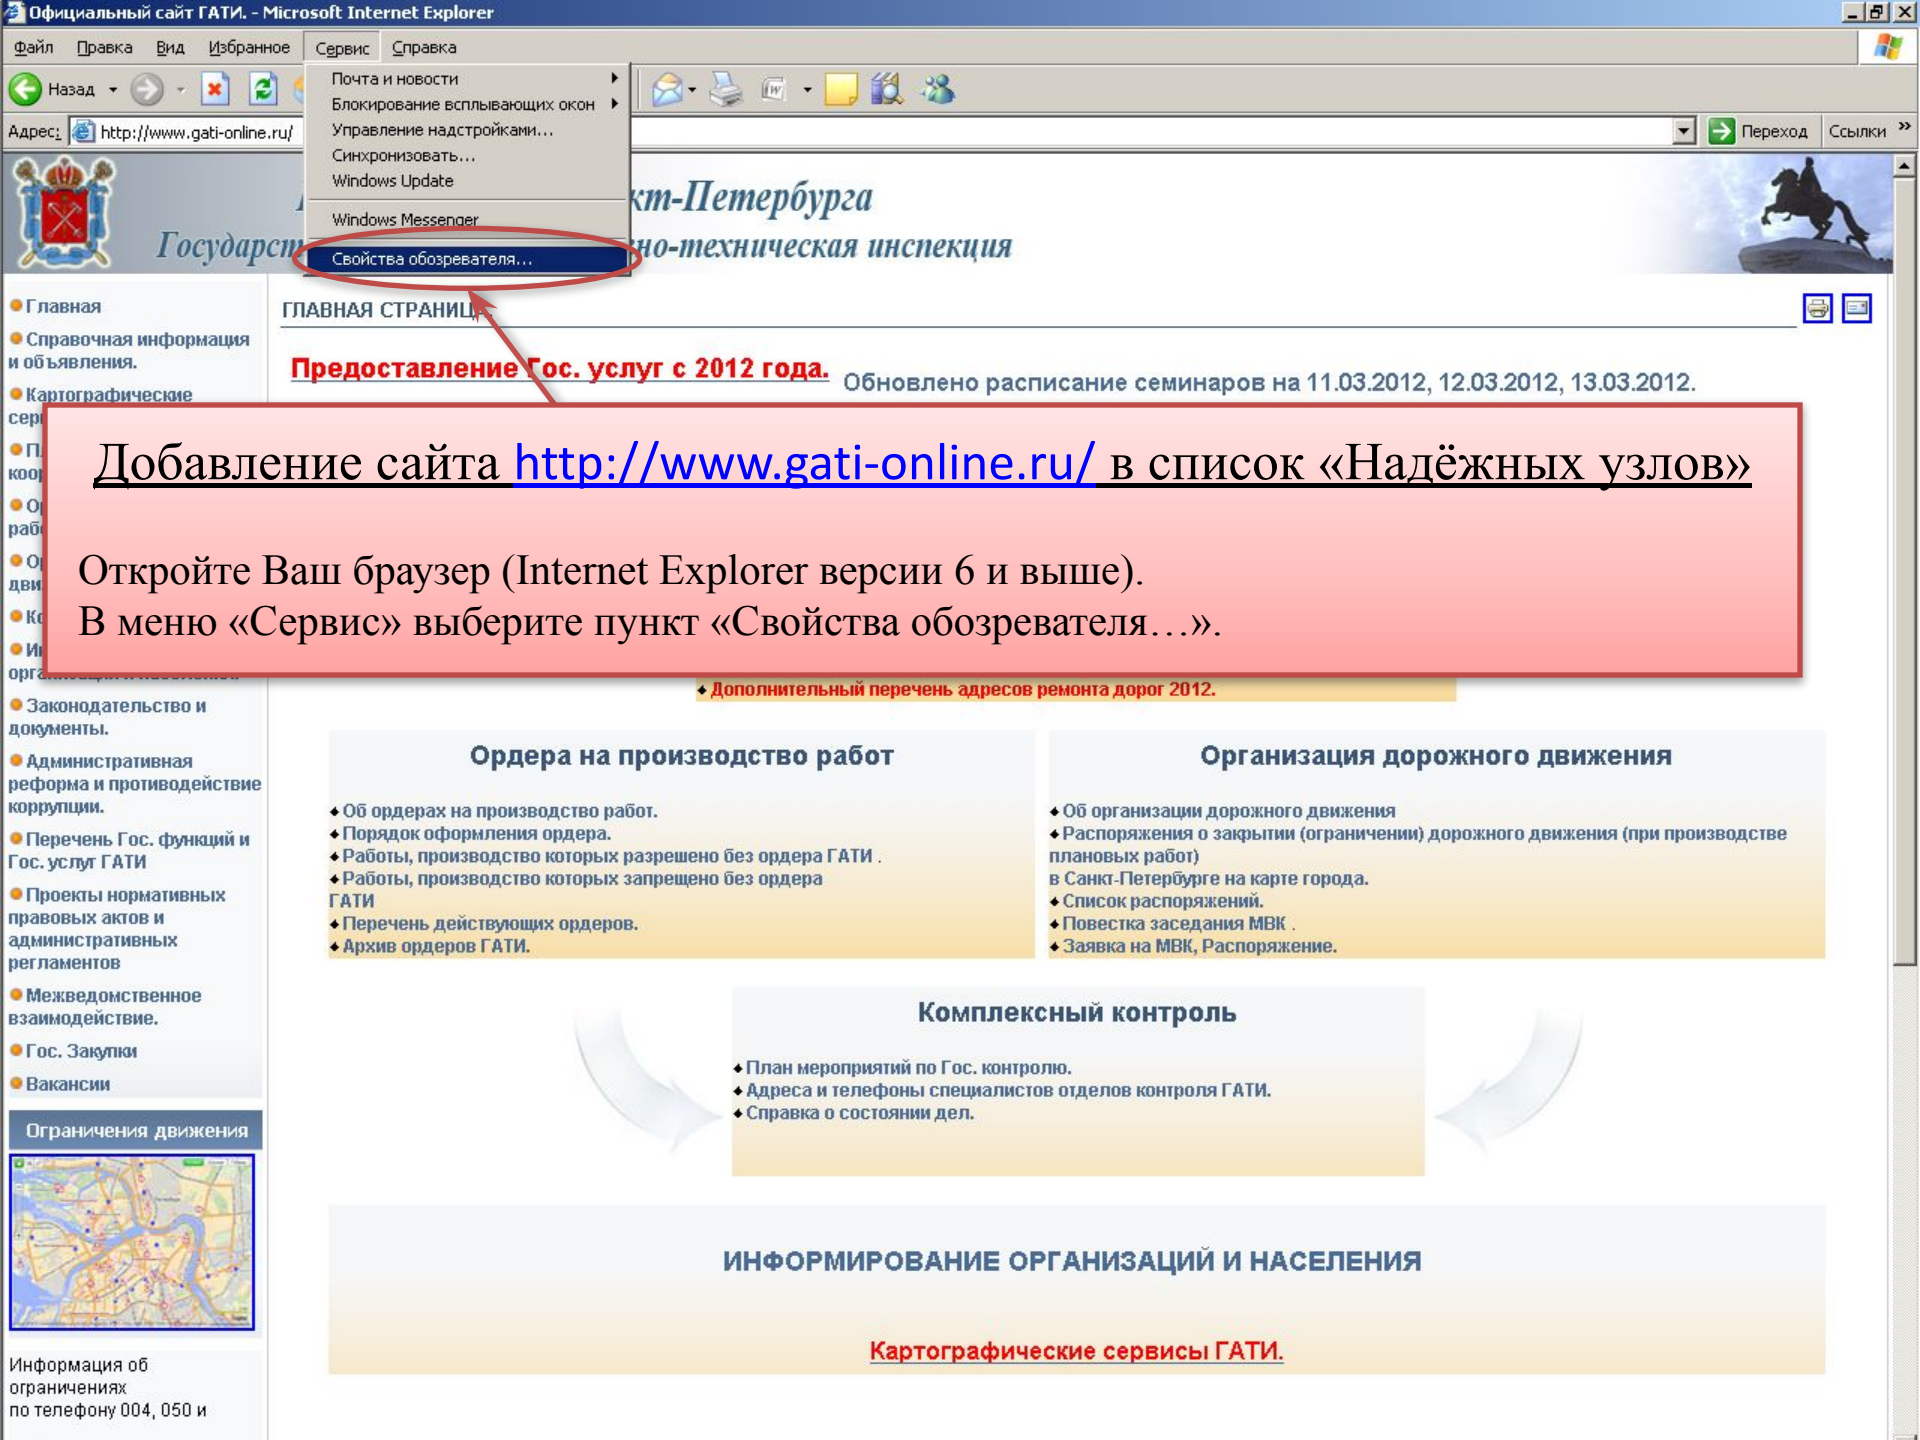 Официальный сайт ГАТИ. - Microsoft Internet Explorer
Файл Правка Вид Избранное Сервис Справка
Назад
Почта и новости
Блокирование всплывающих окон
Управление надстройками...
Синхронизовать...
Windows Update
Windows Messenger
Свойства обозревателя...
Адрес: http://www.gati-online.ru/
Переход Ссылки »
кт-Петербурга
Государст
но-техническая инспекция
Главная
Справочная информация
и объявления.
Картографические
ГЛАВНАЯ СТРАНИЦ
Предоставление Гос. услуг с 2012 года.
Обновлено расписание семинаров на 11.03.2012, 12.03.2012, 13.03.2012.
Добавление сайта http://www.gati-online.ru/ в список «Надёжных узлов»
Откройте Ваш браузер (Internet Explorer версии 6 и выше).
В меню «Сервис» выберите пункт «Свойства обозревателя…».
Законодательство и
документы.
Административная
реформа и противодействие
коррупции.
Перечень Гос. функций и
Гос. услуг ГАТИ
Проекты нормативных
правовых актов и
административных
регламентов
Межведомственное
взаимодействие.
Гос. Закупки
Вакансии
Ограничения движения
Информация об
ограничениях
по телефону 004, 050 и
Дополнительный перечень адресов ремонта дорог 2012.
Ордера на производство работ
Об ордерах на производство работ.
Порядок оформления ордера.
Работы, производство которых разрешено без ордера ГАТИ .
Работы, производство которых запрещено без ордера
ГАТИ
Перечень действующих ордеров.
Архив ордеров ГАТИ.
Организация дорожного движения
Об организации дорожного движения
Распоряжения о закрытии (ограничении) дорожного движения (при производстве
плановых работ)
в Санкт-Петербурге на карте города.
Список распоряжений.
Повестка заседания МВК .
Заявка на МВК, Распоряжение.
Комплексный контроль
План мероприятий по Гос. контролю.
Адреса и телефоны специалистов отделов контроля ГАТИ.
Справка о состоянии дел.
ИНФОРМИРОВАНИЕ ОРГАНИЗАЦИЙ И НАСЕЛЕНИЯ
Картографические сервисы ГАТИ.